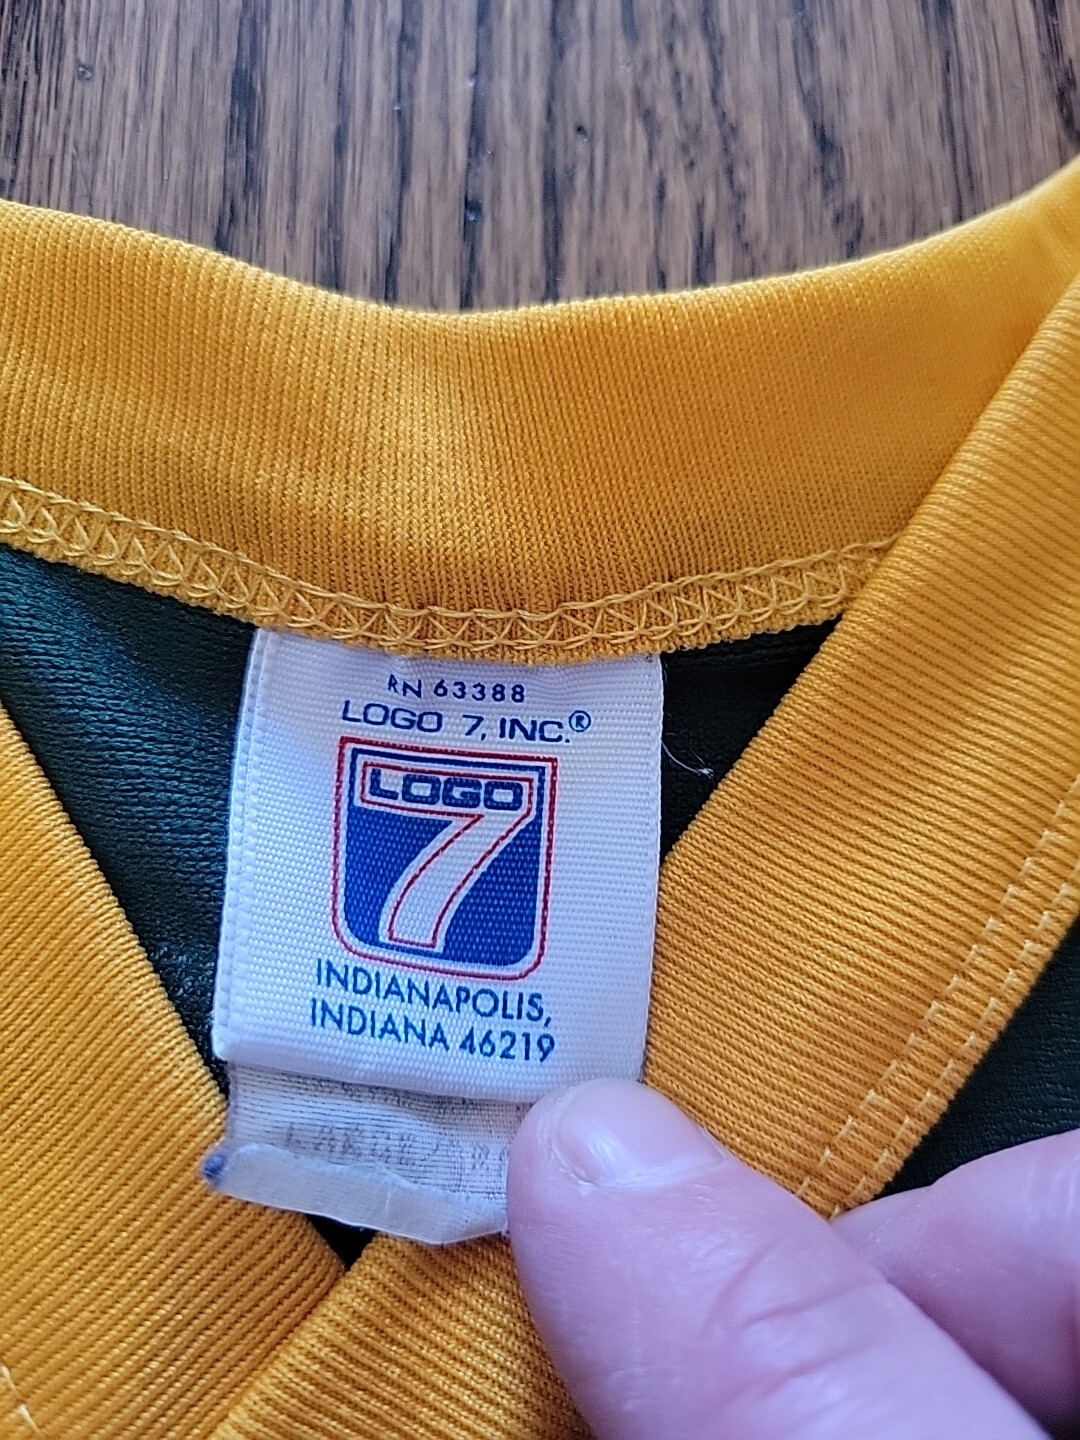 RN 63388
LOGO 7, INC.®
LOGO
7
INDIANAPOLIS,
INDIANA 46219